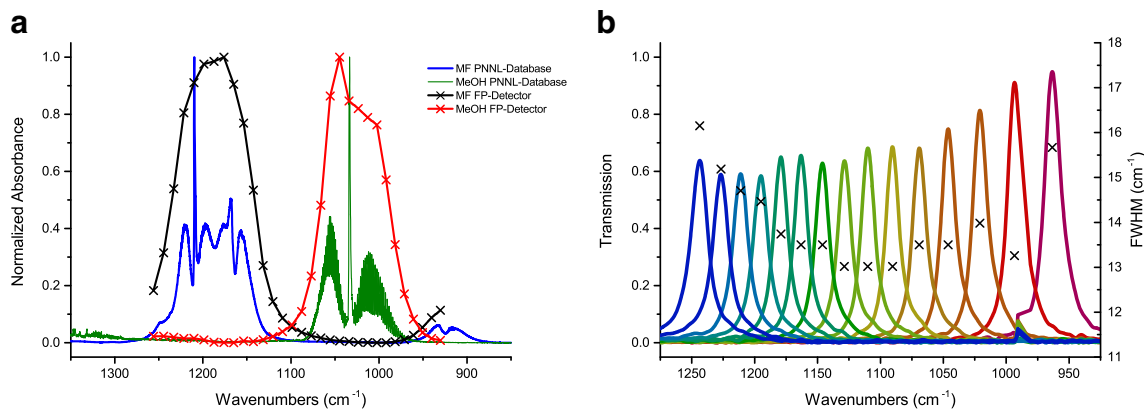 a
b
1.0
0.8
0.6
0.4
0.2
0.0
Normalized Absorbance
MF PNNL-Database
MeOH PNNL-Database
MF FP-Detector
MeOH FP-Detector
1300
1200
1100
1000
900
Wavenumbers (cm⁻¹)
1.0
0.8
0.6
0.4
0.2
0.0
Transmission
18
17
16
15
14
13
12
11
FWHM (cm⁻¹)
1250
1200
1150
1100
1050
1000
950
Wavenumbers (cm⁻¹)